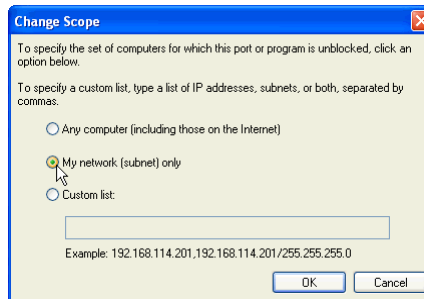 Change Scope
To specify the set of computers for which this port or program is unblocked, click an
option below.
To specify a custom list, type a list of IP addresses, subnets, or both, separated by
commas.
Any computer (including those on the Internet)
My network (subnet) only
Custom list:
Example: 192.168.114.201,192.168.114.201/255.255.255.0
OK
Cancel